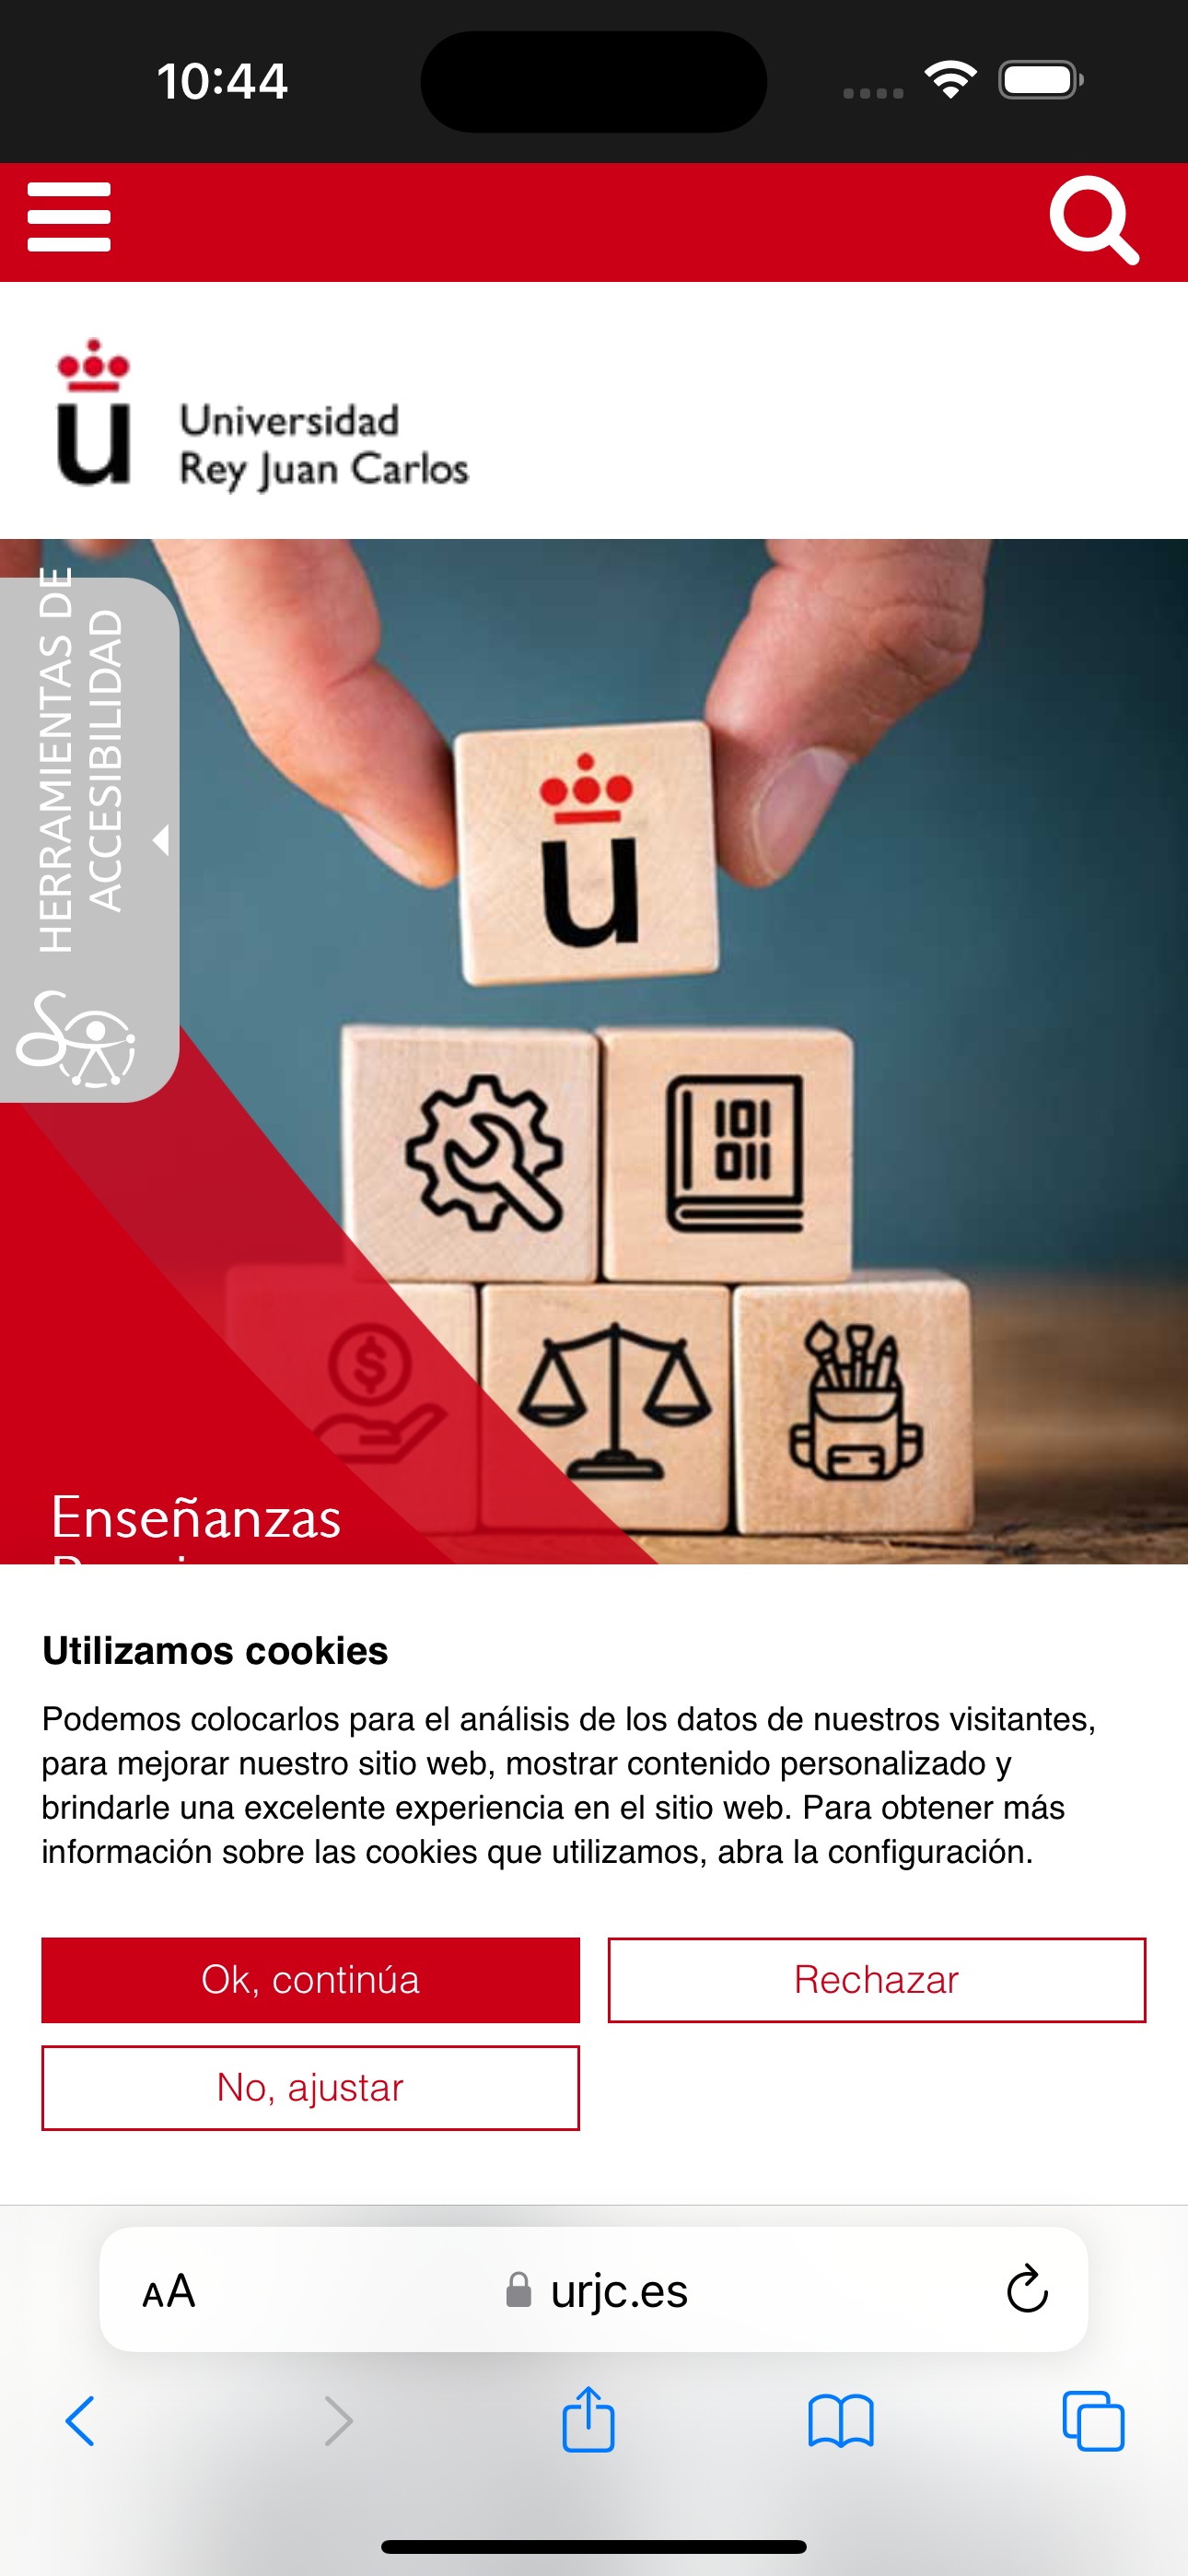 10:44
u
Universidad
Rey Juan Carlos
HERRAMIENTAS DE
ACCESIBILIDAD
u
101
011
$
Enseñanzas
Utilizamos cookies
Podemos colocarlos para el análisis de los datos de nuestros visitantes,
para mejorar nuestro sitio web, mostrar contenido personalizado y
brindarle una excelente experiencia en el sitio web. Para obtener más
información sobre las cookies que utilizamos, abra la configuración.
Ok, continúa
Rechazar
No, ajustar
AA
urjc.es